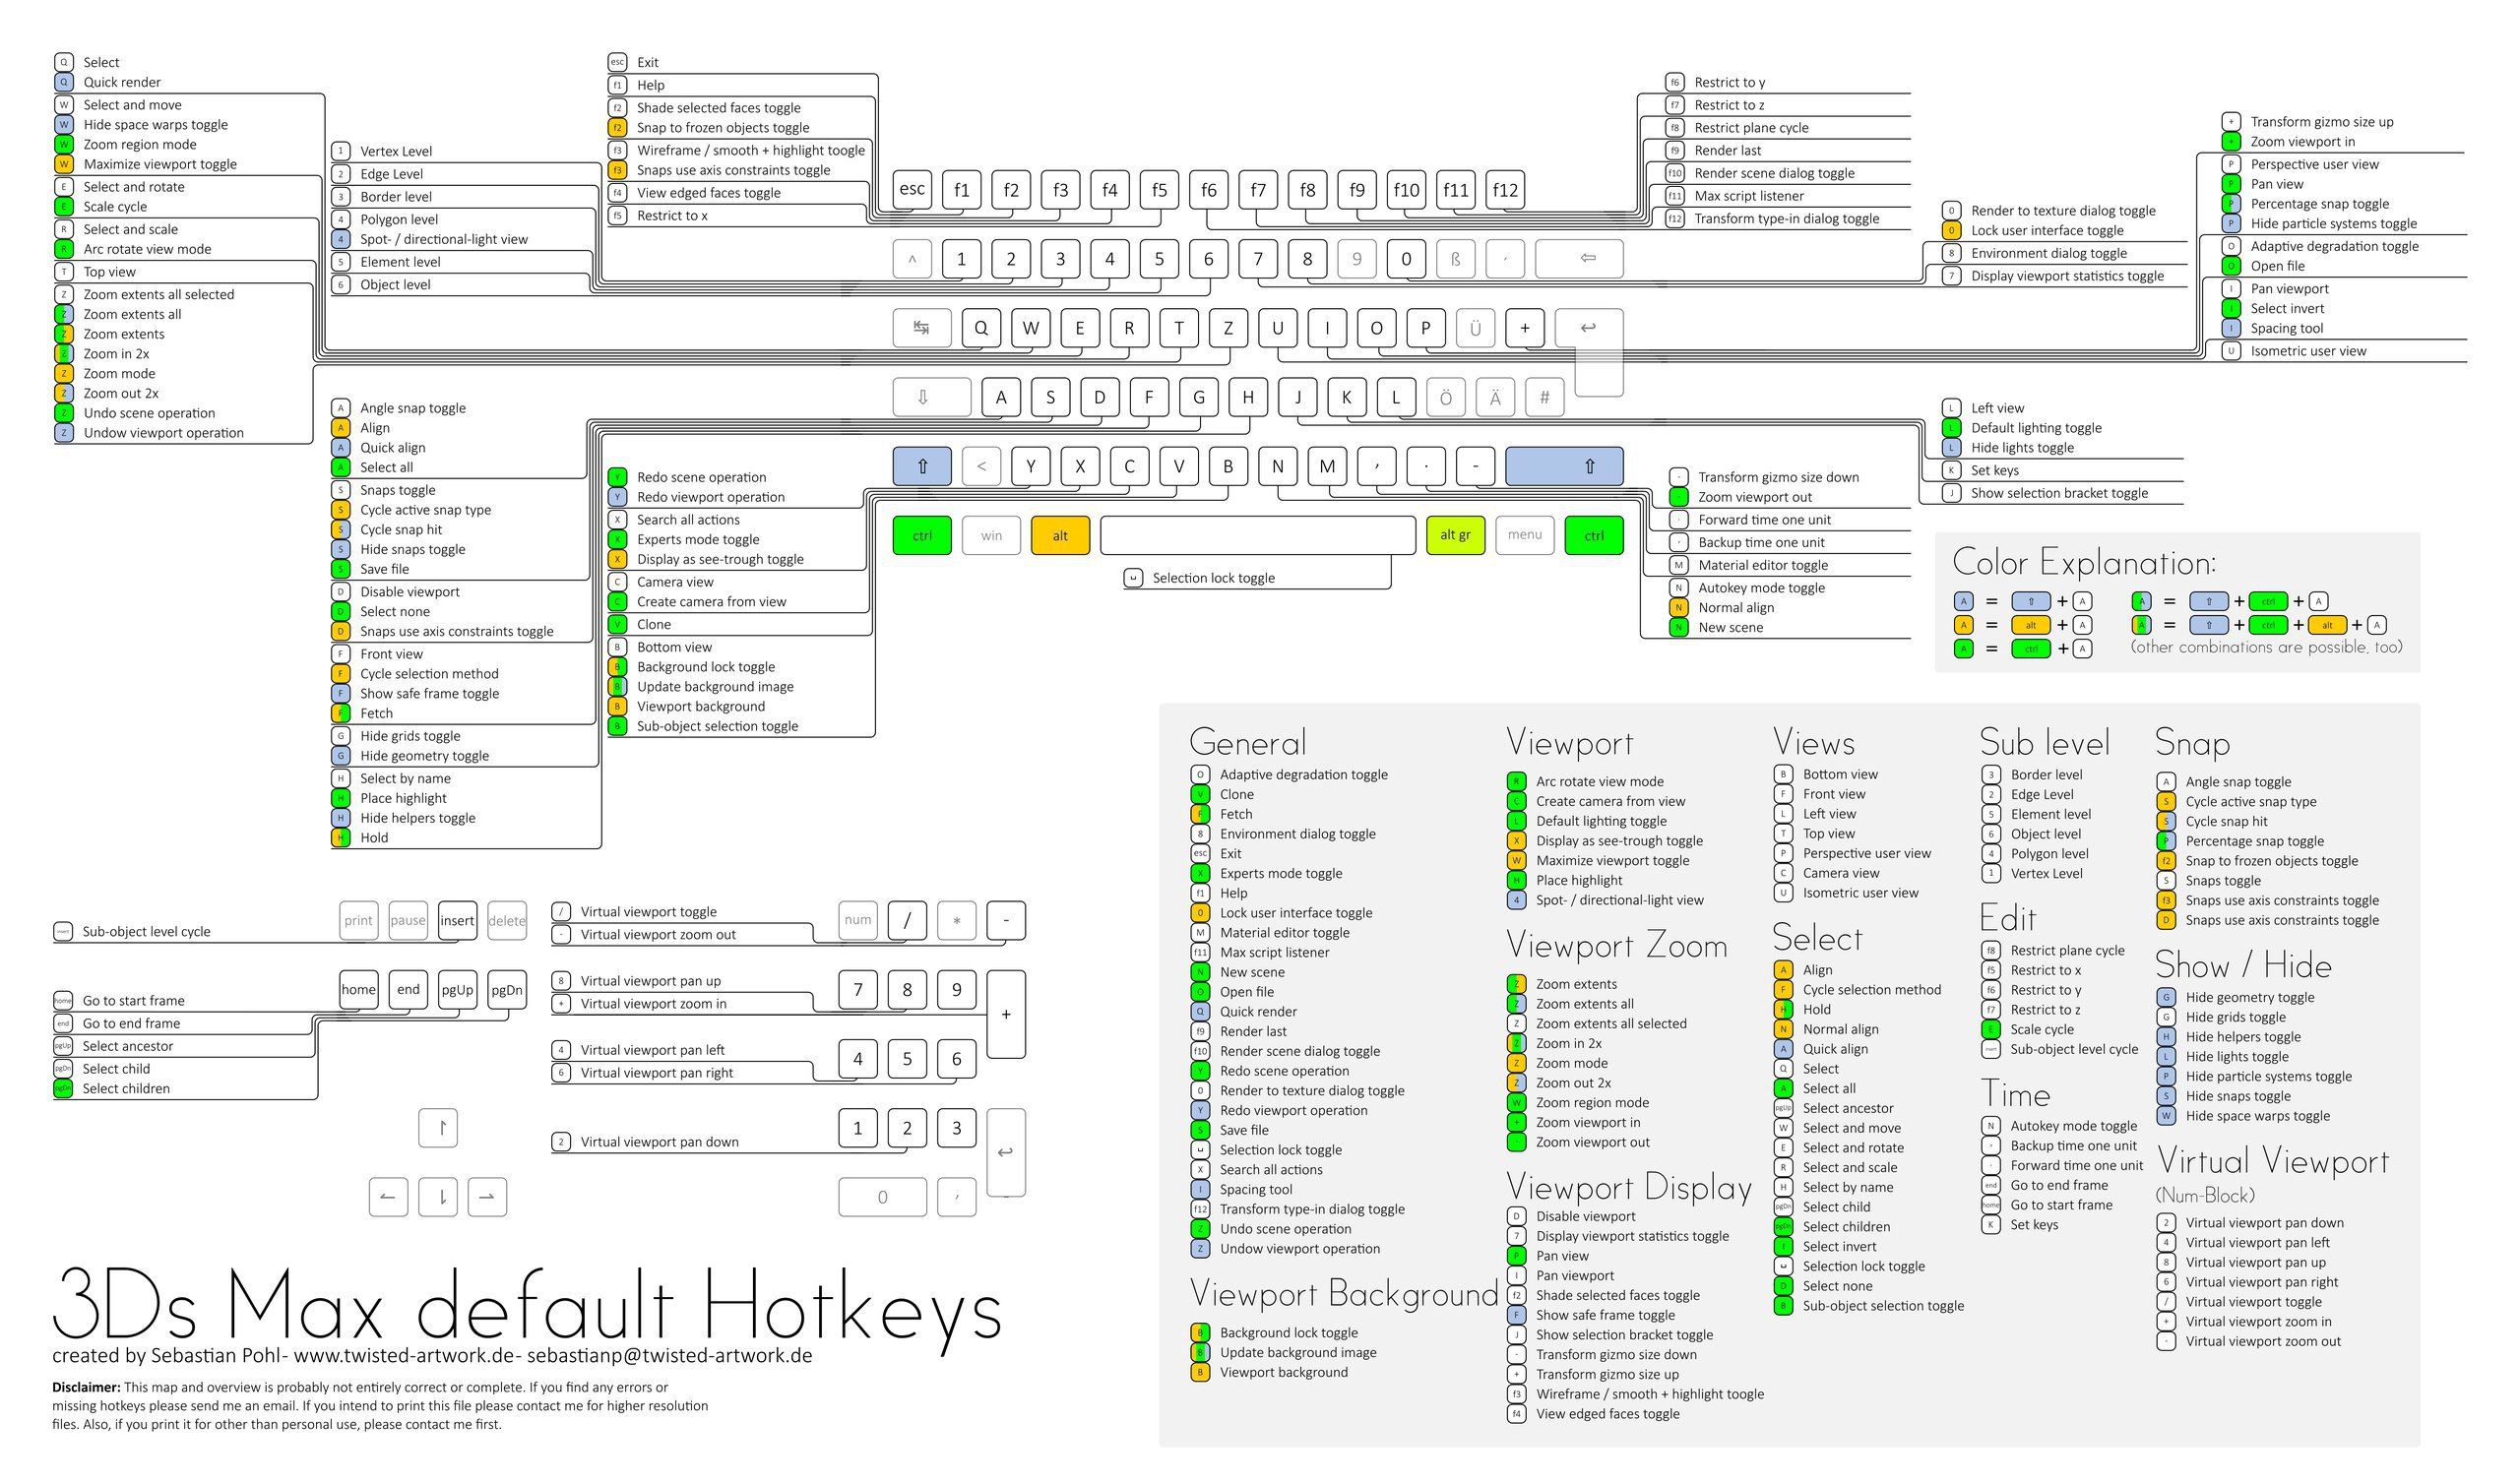 Q Select
Q Quick render
W Select and move
W Hide space warps toggle
W Zoom region mode
W Maximize viewport toggle
E Select and rotate
E Scale cycle
R Select and scale
R Arc rotate view mode
T Top view
Z Zoom extents all selected
Z Zoom extents all
Z Zoom extents
Z Zoom in 2x
Z Zoom mode
Z Zoom out 2x
Z Undo scene operation
Z Undow viewport operation
1 Vertex Level
2 Edge Level
3 Border level
4 Polygon level
4 Spot- / directional-light view
5 Element level
6 Object level
esc Exit
f1 Help
f2 Shade selected faces toggle
f2 Snap to frozen objects toggle
f3 Wireframe / smooth + highlight toogle
f3 Snaps use axis constraints toggle
f4 View edged faces toggle
f5 Restrict to x
f6 Restrict to y
f7 Restrict to z
f8 Restrict plane cycle
f9 Render last
f10 Render scene dialog toggle
f11 Max script listener
f12 Transform type-in dialog toggle
0 Render to texture dialog toggle
0 Lock user interface toggle
8 Environment dialog toggle
7 Display viewport statistics toggle
+ Transform gizmo size up
+ Zoom viewport in
P Perspective user view
P Pan view
P Percentage snap toggle
P Hide particle systems toggle
O Adaptive degradation toggle
O Open file
I Pan viewport
I Select invert
I Spacing tool
U Isometric user view
esc f1 f2 f3 f4 f5 f6 f7 f8 f9 f10 f11 f12
^ 1 2 3 4 5 6 7 8 9 0 ß ´ ⇦
↹ Q W E R T Z U I O P Ü + ↩
⇩ A S D F G H J K L Ö Ä #
⇧ < Y X C V B N M , . - ⇧
ctrl win alt alt gr menu ctrl
␣ Selection lock toggle
A Angle snap toggle
A Align
A Quick align
A Select all
S Snaps toggle
S Cycle active snap type
S Cycle snap hit
S Hide snaps toggle
S Save file
D Disable viewport
D Select none
D Snaps use axis constraints toggle
F Front view
F Cycle selection method
F Show safe frame toggle
F Fetch
G Hide grids toggle
G Hide geometry toggle
H Select by name
H Place highlight
H Hide helpers toggle
H Hold
Y Redo scene operation
Y Redo viewport operation
X Search all actions
X Experts mode toggle
X Display as see-trough toggle
C Camera view
C Create camera from view
V Clone
B Bottom view
B Background lock toggle
B Update background image
B Viewport background
B Sub-object selection toggle
- Transform gizmo size down
- Zoom viewport out
. Forward time one unit
, Backup time one unit
M Material editor toggle
N Autokey mode toggle
N Normal align
N New scene
L Left view
L Default lighting toggle
L Hide lights toggle
K Set keys
J Show selection bracket toggle
Color Explanation:
A = ⇧ + A
A = alt + A
A = ctrl + A
A = ⇧ + ctrl + A
A = ⇧ + ctrl + alt + A
(other combinations are possible, too)
insert Sub-object level cycle
print pause insert delete
home Go to start frame
end Go to end frame
pgUp Select ancestor
pgDn Select child
pgDn Select children
home end pgUp pgDn
↿
↼ ⇂ ⇀
/ Virtual viewport toggle
- Virtual viewport zoom out
8 Virtual viewport pan up
+ Virtual viewport zoom in
4 Virtual viewport pan left
6 Virtual viewport pan right
2 Virtual viewport pan down
num / * -
7 8 9 +
4 5 6
1 2 3 ↩
0 ,
3Ds Max default Hotkeys
created by Sebastian Pohl- www.twisted-artwork.de- sebastianp@twisted-artwork.de
Disclaimer: This map and overview is probably not entirely correct or complete. If you find any errors or
missing hotkeys please send me an email. If you intend to print this file please contact me for higher resolution
files. Also, if you print it for other than personal use, please contact me first.
General
O Adaptive degradation toggle
V Clone
F Fetch
8 Environment dialog toggle
esc Exit
X Experts mode toggle
f1 Help
0 Lock user interface toggle
M Material editor toggle
f11 Max script listener
N New scene
O Open file
Q Quick render
f9 Render last
f10 Render scene dialog toggle
Y Redo scene operation
0 Render to texture dialog toggle
Y Redo viewport operation
S Save file
␣ Selection lock toggle
X Search all actions
I Spacing tool
f12 Transform type-in dialog toggle
Z Undo scene operation
Z Undow viewport operation
Viewport Background
B Background lock toggle
B Update background image
B Viewport background
Viewport
R Arc rotate view mode
C Create camera from view
L Default lighting toggle
X Display as see-trough toggle
W Maximize viewport toggle
H Place highlight
4 Spot- / directional-light view
Viewport Zoom
Z Zoom extents
Z Zoom extents all
Z Zoom extents all selected
Z Zoom in 2x
Z Zoom mode
Z Zoom out 2x
W Zoom region mode
+ Zoom viewport in
- Zoom viewport out
Viewport Display
D Disable viewport
7 Display viewport statistics toggle
P Pan view
I Pan viewport
f2 Shade selected faces toggle
F Show safe frame toggle
J Show selection bracket toggle
- Transform gizmo size down
+ Transform gizmo size up
f3 Wireframe / smooth + highlight toogle
f4 View edged faces toggle
Views
B Bottom view
F Front view
L Left view
T Top view
P Perspective user view
C Camera view
U Isometric user view
Select
A Align
F Cycle selection method
H Hold
N Normal align
A Quick align
Q Select
A Select all
pgUp Select ancestor
W Select and move
E Select and rotate
R Select and scale
H Select by name
pgDn Select child
pgDn Select children
I Select invert
␣ Selection lock toggle
D Select none
B Sub-object selection toggle
Sub level
3 Border level
2 Edge Level
5 Element level
6 Object level
4 Polygon level
1 Vertex Level
Edit
f8 Restrict plane cycle
f5 Restrict to x
f6 Restrict to y
f7 Restrict to z
E Scale cycle
insert Sub-object level cycle
Time
N Autokey mode toggle
, Backup time one unit
. Forward time one unit
end Go to end frame
home Go to start frame
K Set keys
Snap
A Angle snap toggle
S Cycle active snap type
S Cycle snap hit
P Percentage snap toggle
f2 Snap to frozen objects toggle
S Snaps toggle
f3 Snaps use axis constraints toggle
D Snaps use axis constraints toggle
Show / Hide
G Hide geometry toggle
G Hide grids toggle
H Hide helpers toggle
L Hide lights toggle
P Hide particle systems toggle
S Hide snaps toggle
W Hide space warps toggle
Virtual Viewport
(Num-Block)
2 Virtual viewport pan down
4 Virtual viewport pan left
8 Virtual viewport pan up
6 Virtual viewport pan right
/ Virtual viewport toggle
+ Virtual viewport zoom in
- Virtual viewport zoom out